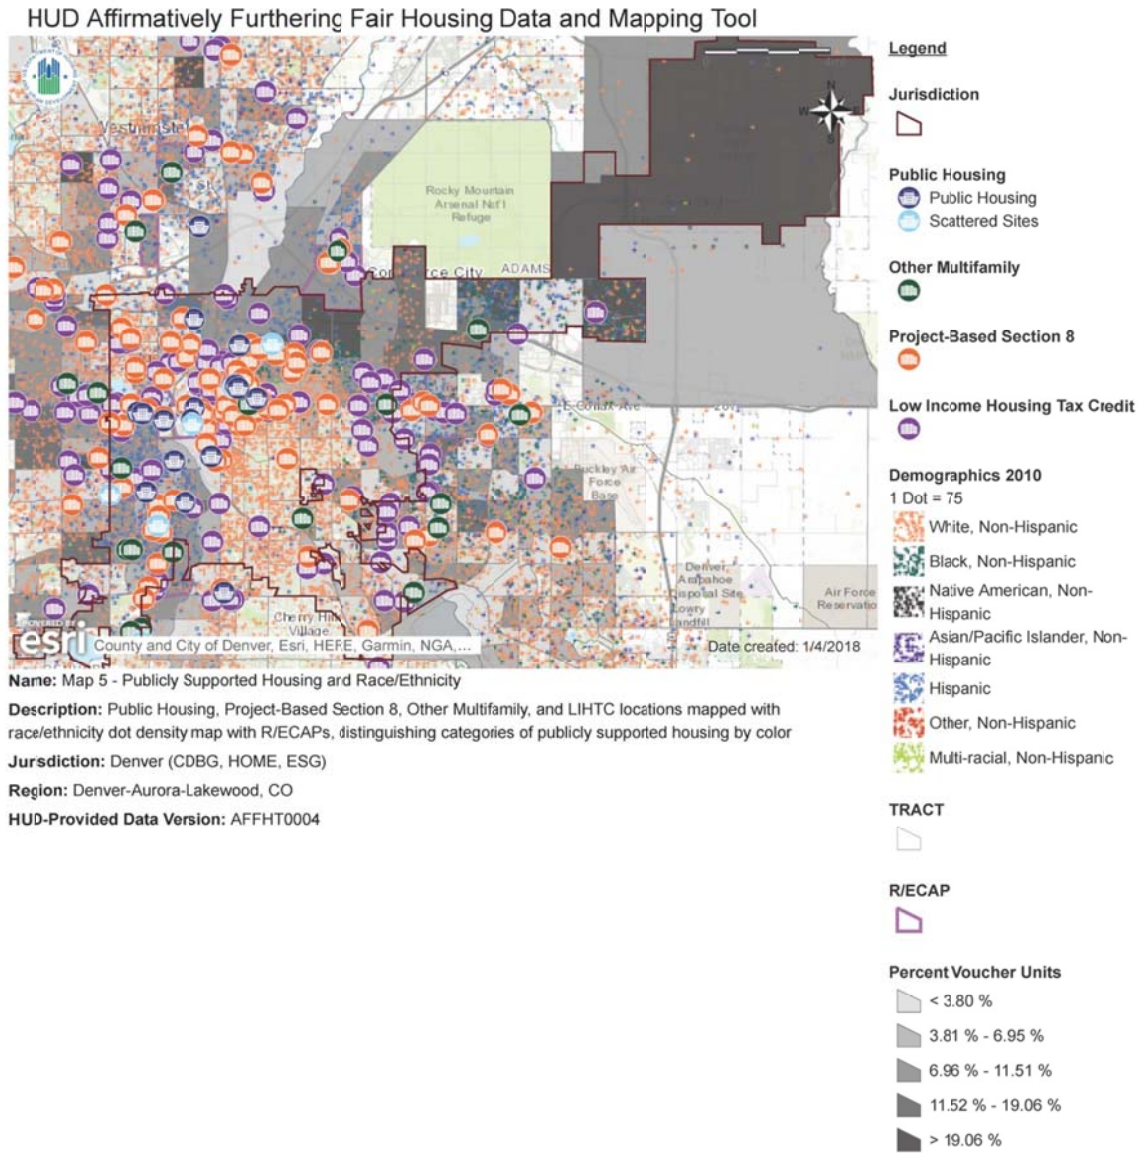 HUD Affirmatively Furthering Fair Housing Data and Mapping Tool
Rocky Mountain
Arsenal Nat'l
Refuge
ADAMS
E Colfax Ave
Buckley Air
Force
Base
Denver
Arapahoe
Disposal Site
Lowry
Landfill
Air Force
Cherry Hill
Village
POWERED BY
esri
County and City of Denver, Esri, HERE, Garmin, NGA,...
Date created: 1/4/2018
Name: Map 5 - Publicly Supported Housing and Race/Ethnicity
Description: Public Housing, Project-Based Section 8, Other Multifamily, and LIHTC locations mapped with
race/ethnicity dot density map with R/ECAPs, distinguishing categories of publicly supported housing by color
Jursdiction: Denver (CDBG, HOME, ESG)
Region: Denver-Aurora-Lakewood, CO
HUD-Provided Data Version: AFFHT0004
Legend
Jurisdiction
Public Housing
Public Housing
Scattered Sites
Other Multifamily
Project-Based Section 8
Low Income Housing Tax Credit
Demographics 2010
1 Dot = 75
White, Non-Hispanic
Black, Non-Hispanic
Native American, Non-
Hispanic
Asian/Pacific Islander, Non-
Hispanic
Hispanic
Other, Non-Hispanic
Multi-racial, Non-Hispanic
TRACT
R/ECAP
Percent Voucher Units
< 3.80 %
3.81 % - 6.95 %
6.96 % - 11.51 %
11.52 % - 19.06 %
> 19.06 %